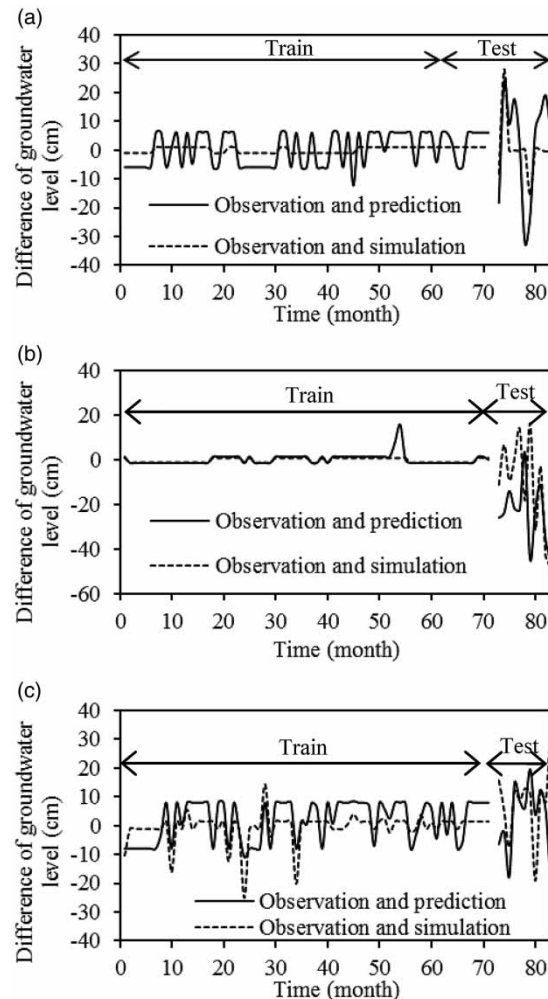 (a)
Train
Test
Difference of groundwater
level (cm)
40
30
20
10
0
-10
-20
-30
-40
Observation and prediction
Observation and simulation
0 10 20 30 40 50 60 70 80
Time (month)
(b)
Train
Test
Difference of groundwater
level (cm)
40
20
0
-20
-40
-60
Observation and prediction
Observation and simulation
0 10 20 30 40 50 60 70 80
Time (month)
(c)
Train
Test
Difference of groundwater
level (cm)
40
30
20
10
0
-10
-20
-30
-40
Observation and prediction
Observation and simulation
0 10 20 30 40 50 60 70 80
Time (month)